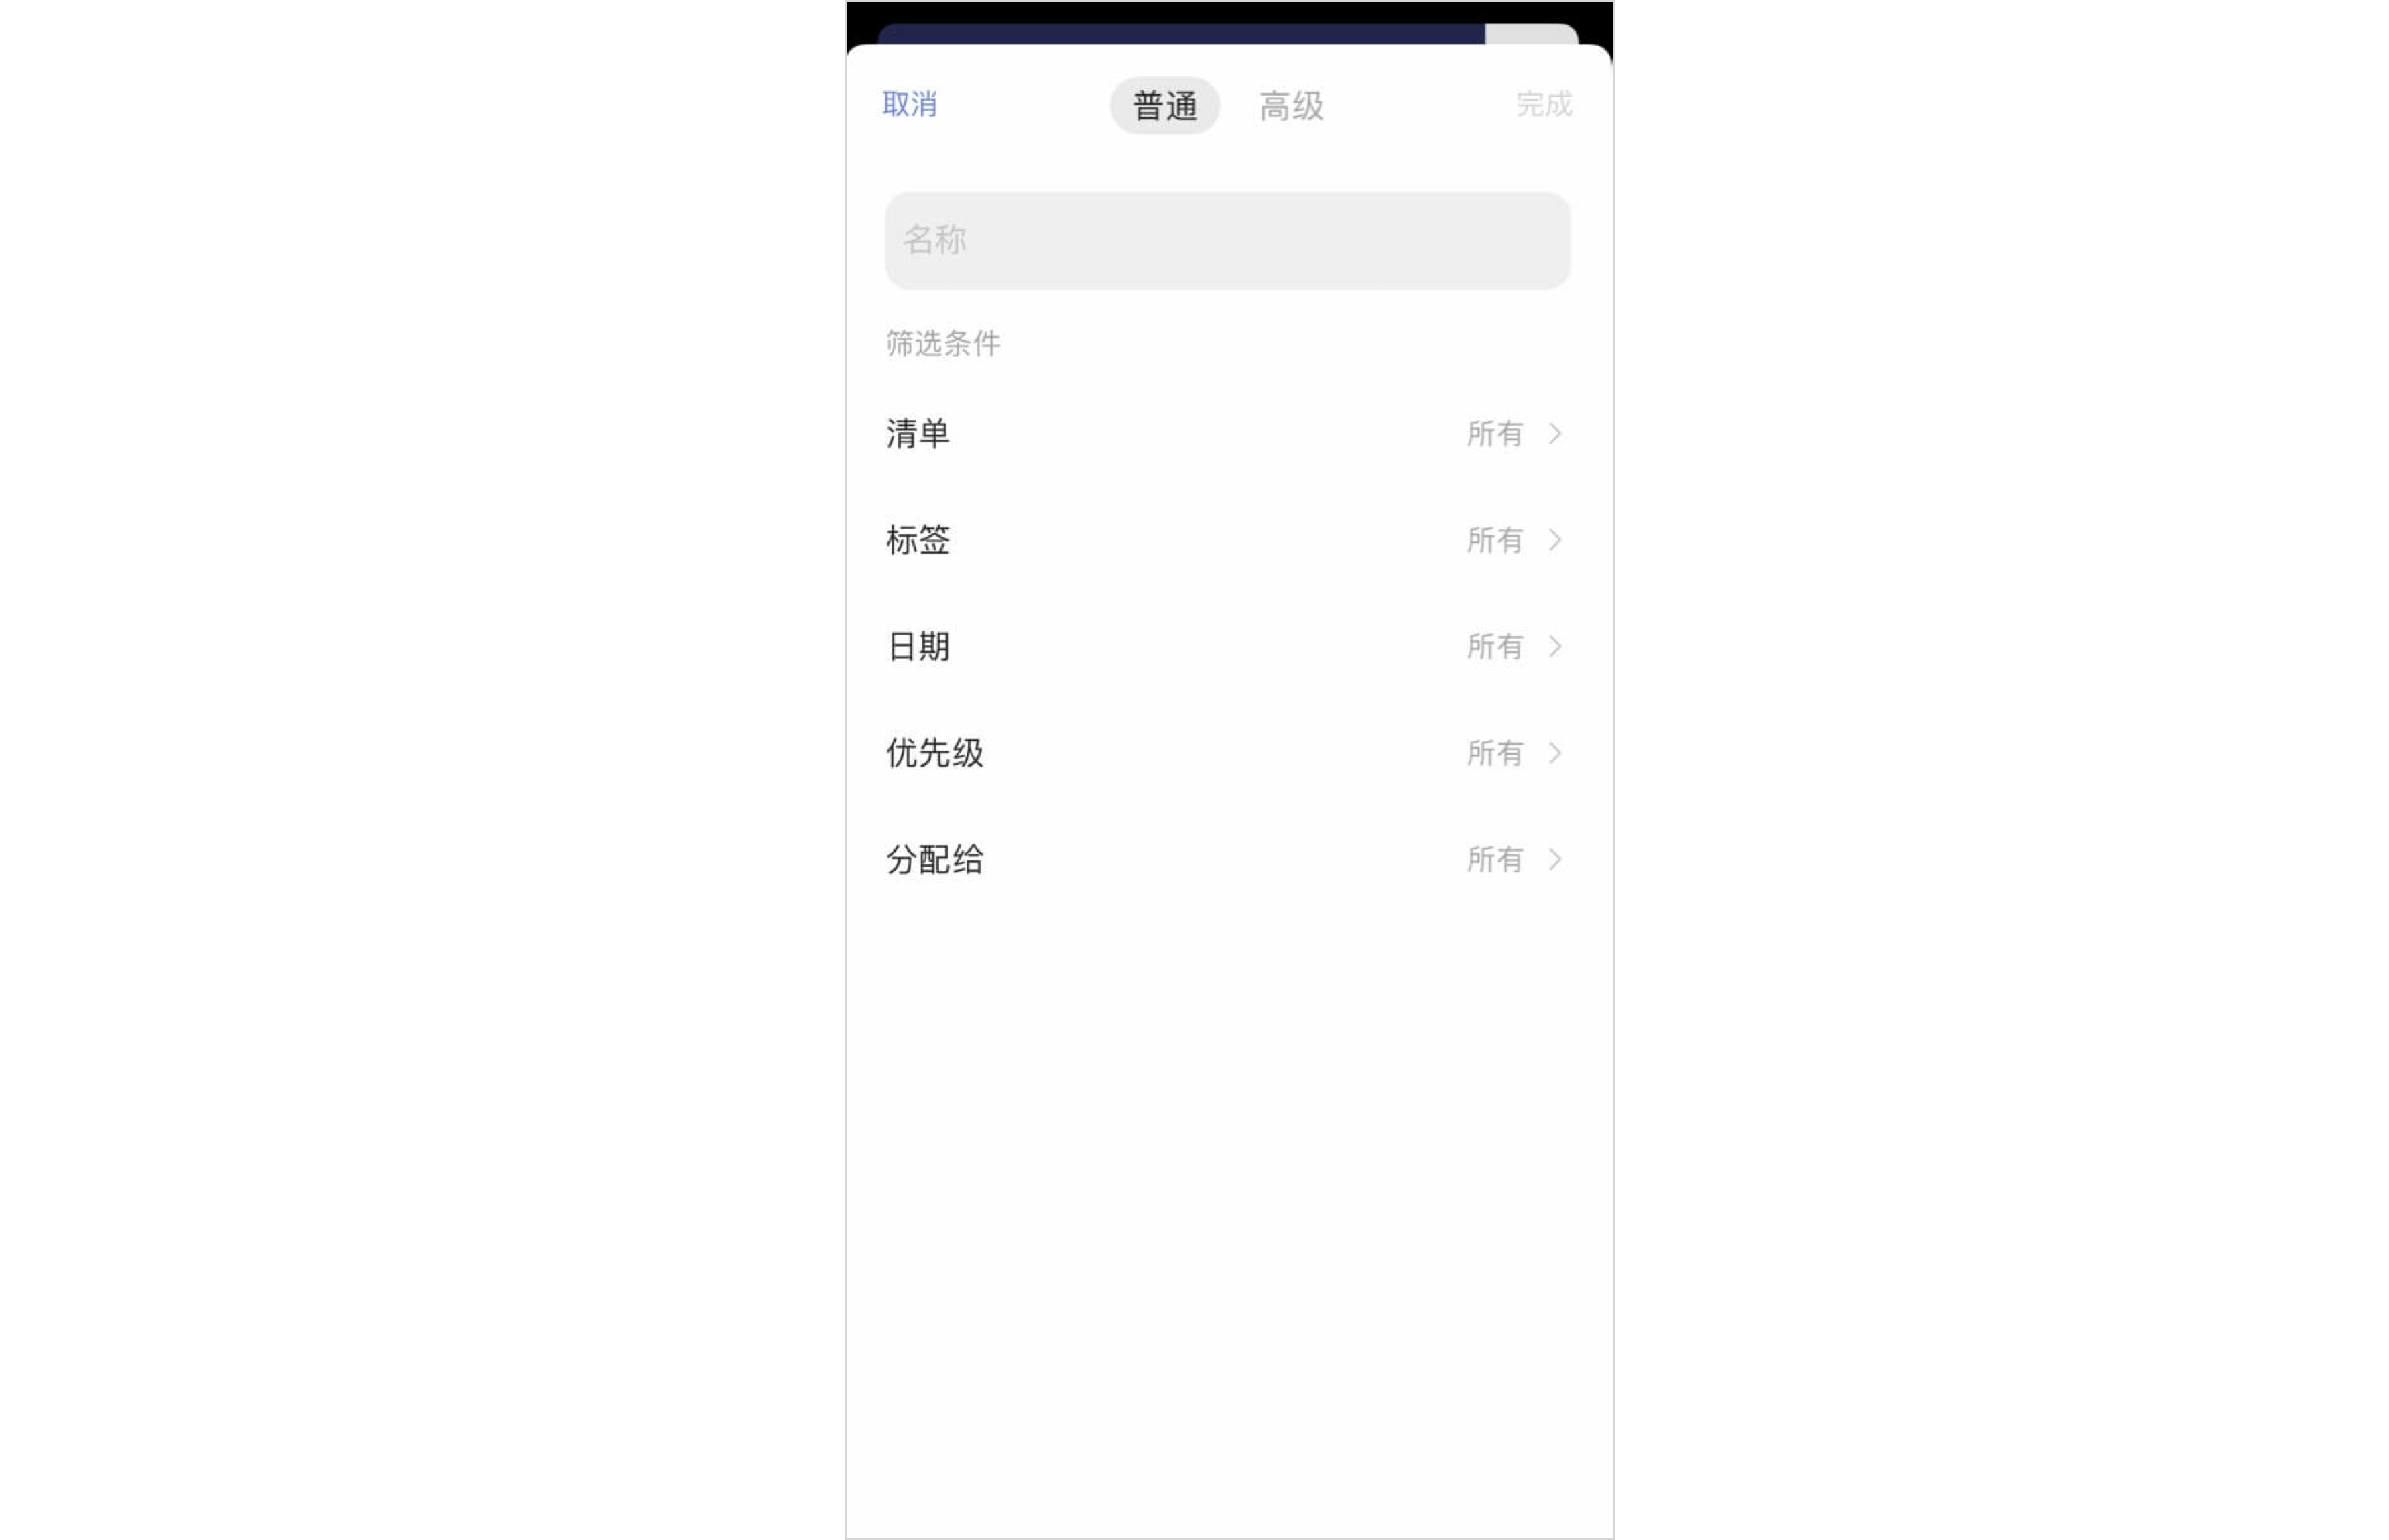 取消 普通 高级 完成
名称
筛选条件
清单 所有
标签 所有
日期 所有
优先级 所有
分配给 所有